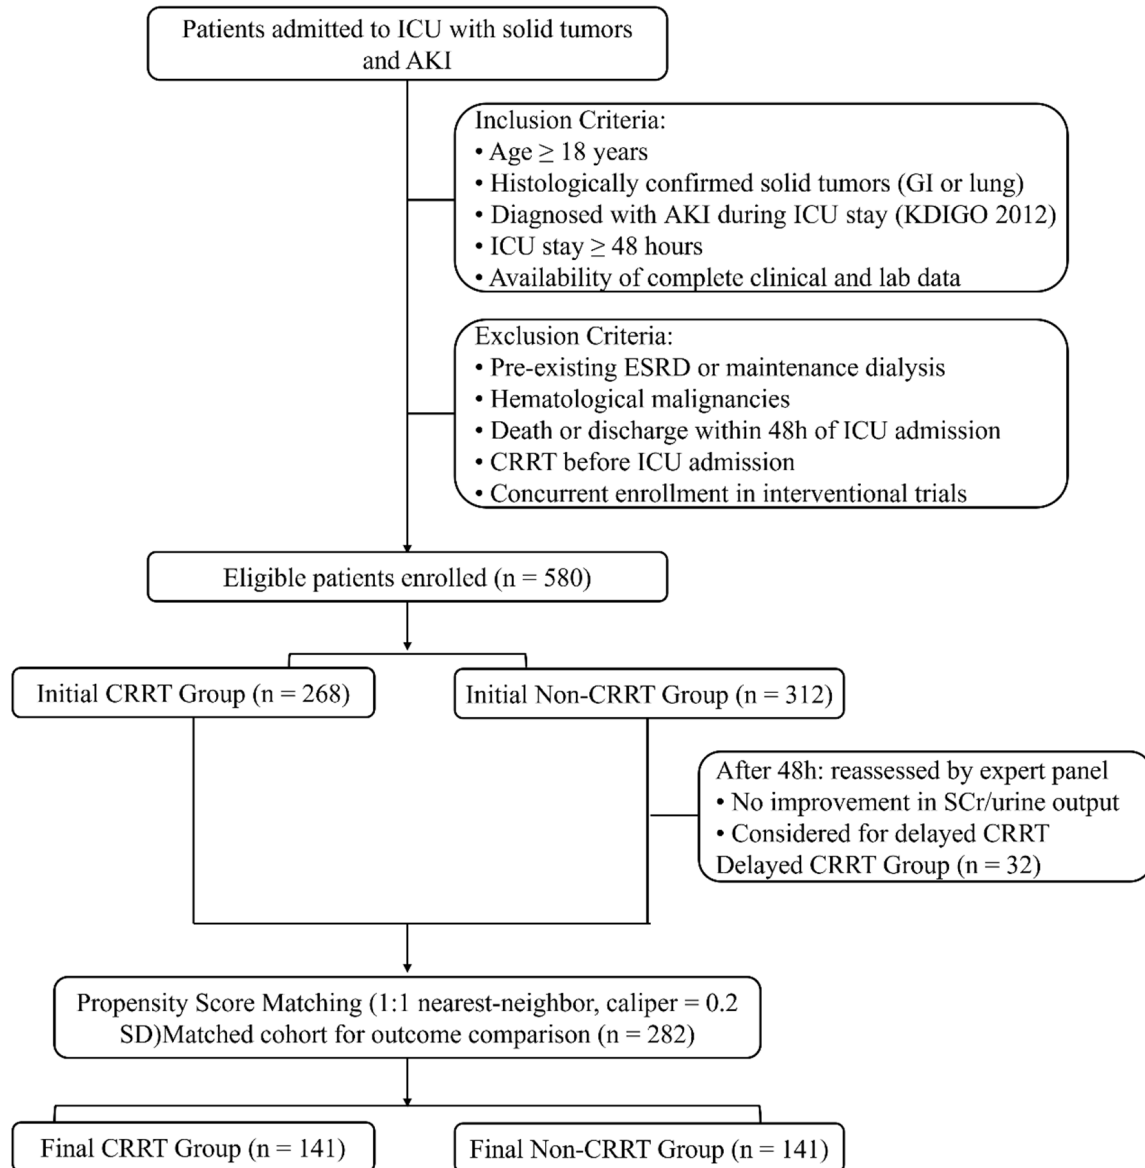 Patients admitted to ICU with solid tumors
and AKI
Inclusion Criteria:
• Age ≥ 18 years
• Histologically confirmed solid tumors (GI or lung)
• Diagnosed with AKI during ICU stay (KDIGO 2012)
• ICU stay ≥ 48 hours
• Availability of complete clinical and lab data
Exclusion Criteria:
• Pre-existing ESRD or maintenance dialysis
• Hematological malignancies
• Death or discharge within 48h of ICU admission
• CRRT before ICU admission
• Concurrent enrollment in interventional trials
Eligible patients enrolled (n = 580)
Initial CRRT Group (n = 268)
Initial Non-CRRT Group (n = 312)
After 48h: reassessed by expert panel
• No improvement in SCr/urine output
• Considered for delayed CRRT
Delayed CRRT Group (n = 32)
Propensity Score Matching (1:1 nearest-neighbor, caliper = 0.2
SD)Matched cohort for outcome comparison (n = 282)
Final CRRT Group (n = 141)
Final Non-CRRT Group (n = 141)